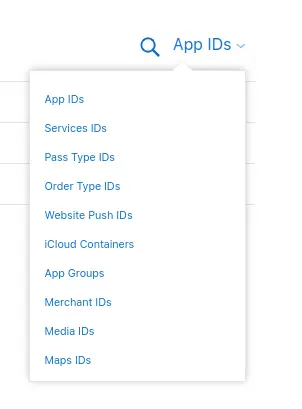 App IDs
App IDs
Services IDs
Pass Type IDs
Order Type IDs
Website Push IDs
iCloud Containers
App Groups
Merchant IDs
Media IDs
Maps IDs